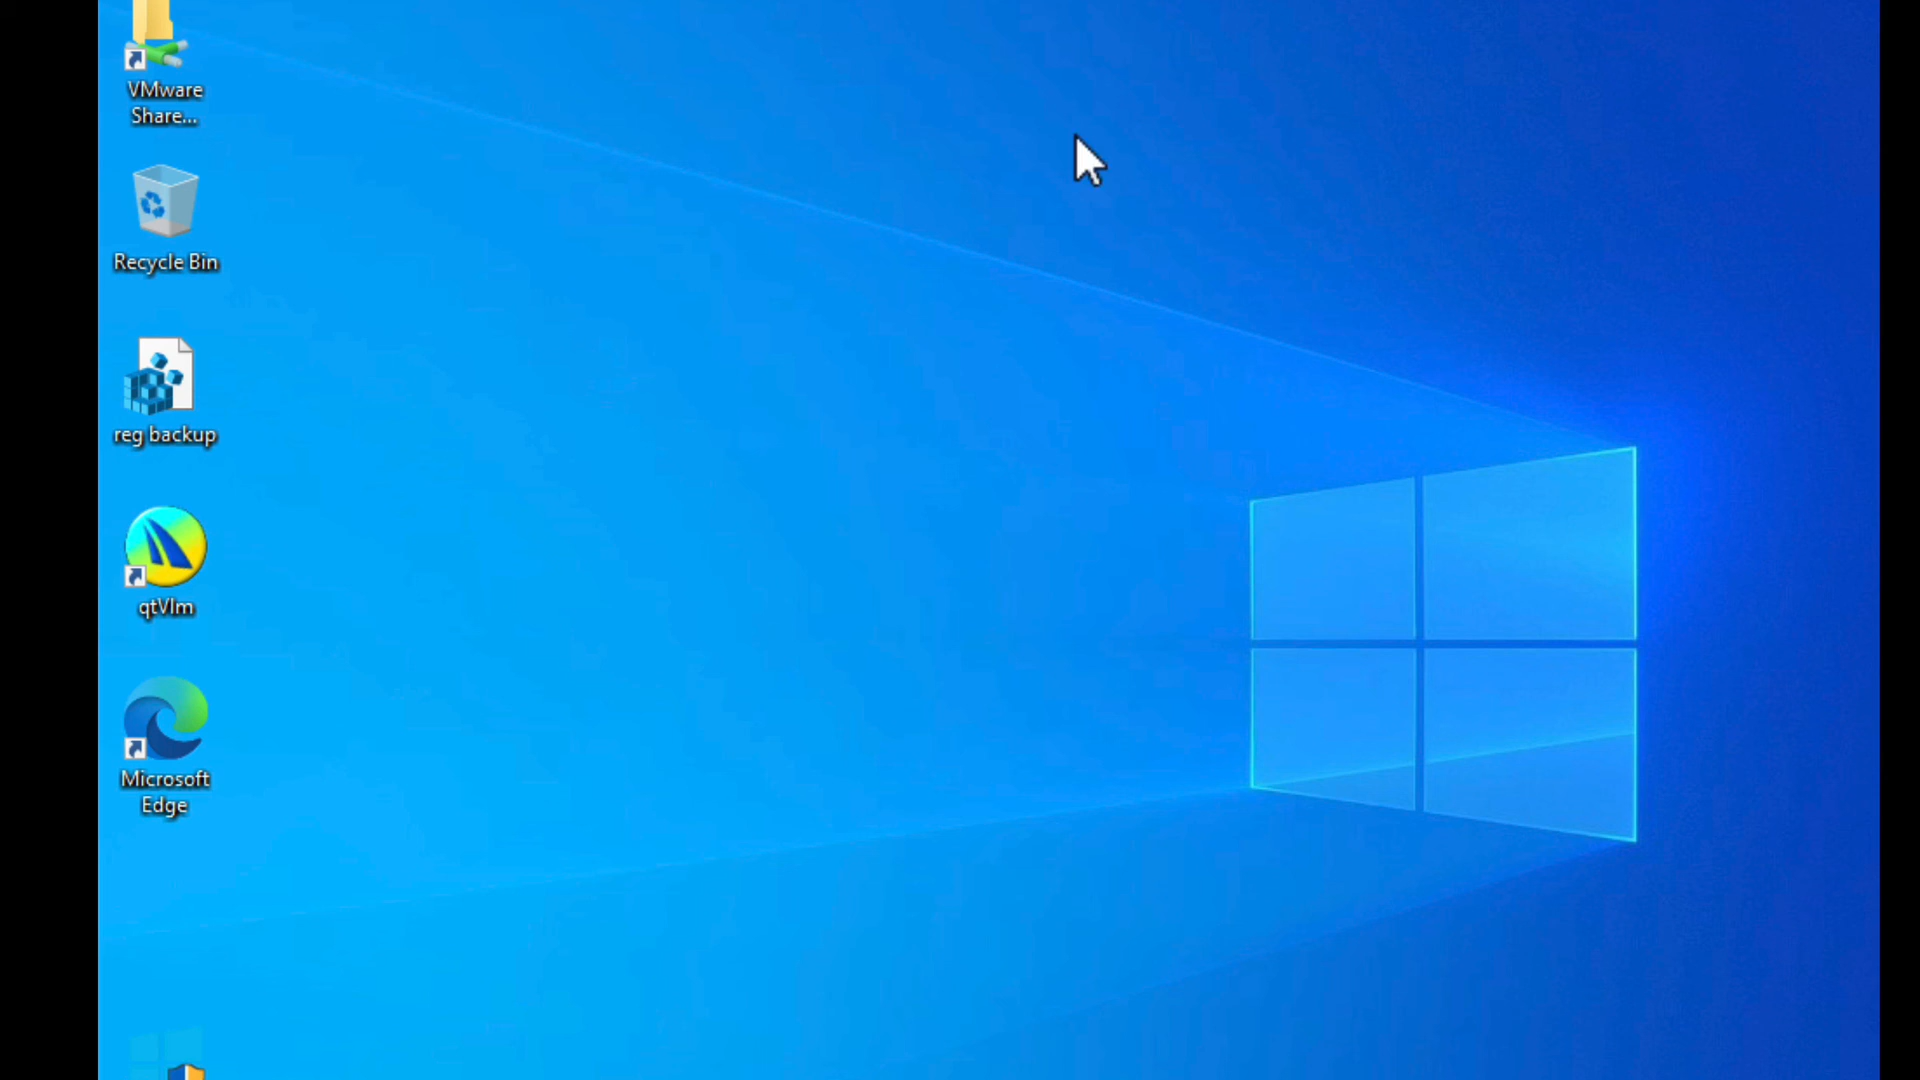 VMware
Share...
Recycle Bin
reg backup
qtVlm
Microsoft
Edge